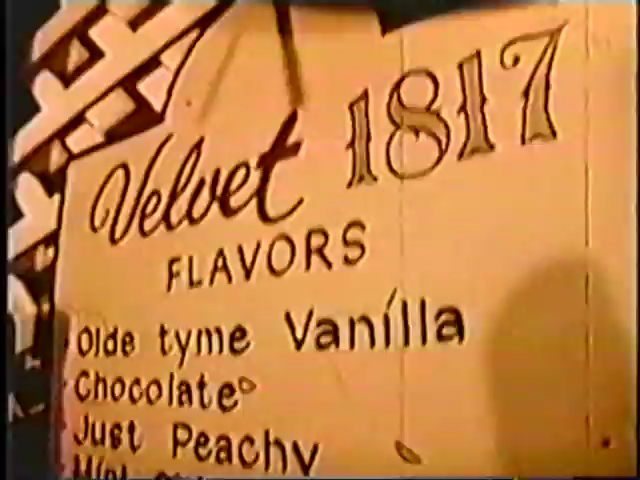 Velvet 1817
FLAVORS
Olde tyme Vanilla
Chocolate
Just Peachy